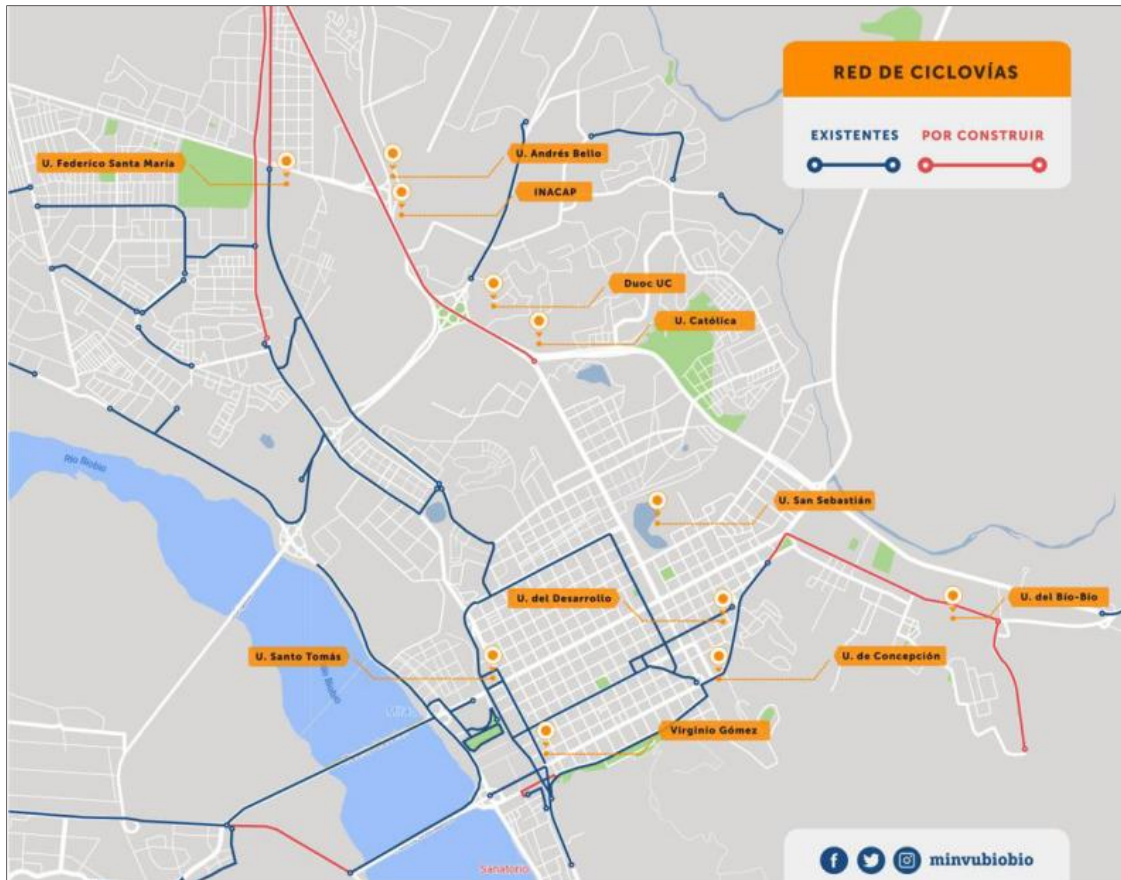 RED DE CICLOVÍAS
EXISTENTES
POR CONSTRUIR
U. Federico Santa María
U. Andrés Bello
INACAP
Duoc UC
U. Católica
Río Biobío
U. San Sebastián
U. del Desarrollo
U. del Bío-Bío
U. Santo Tomás
U. de Concepción
Virginio Gómez
Sanatorio
minvubiobio